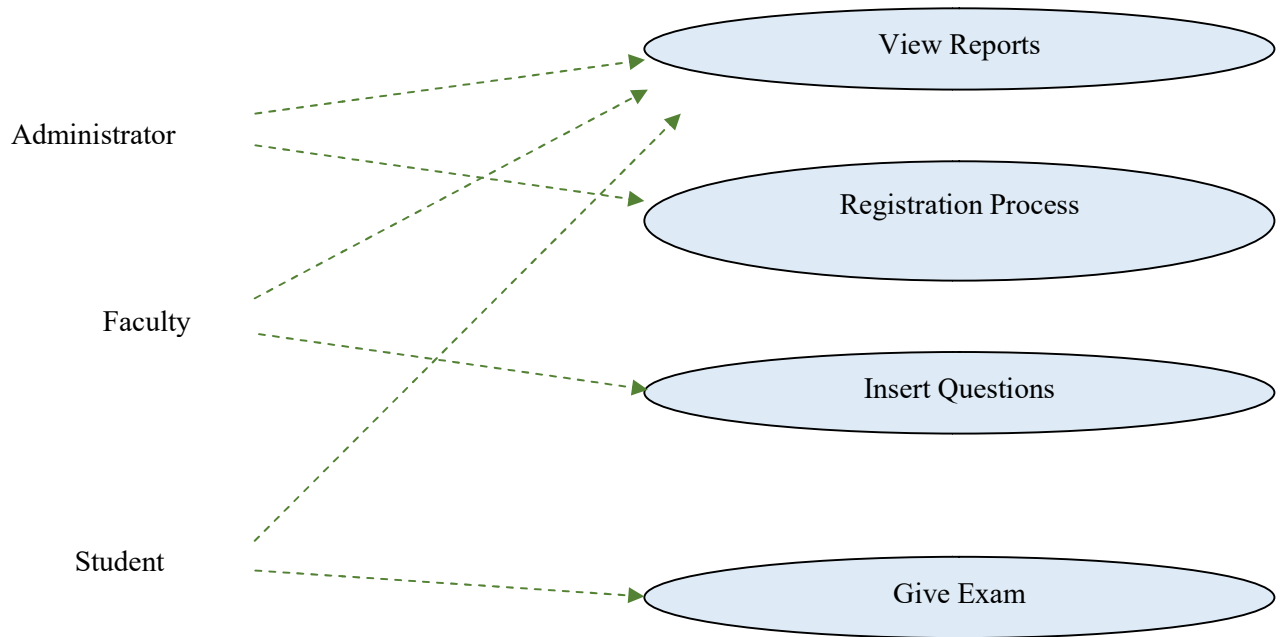 View Reports
Administrator
Registration Process
Faculty
Insert Questions
Student
Give Exam